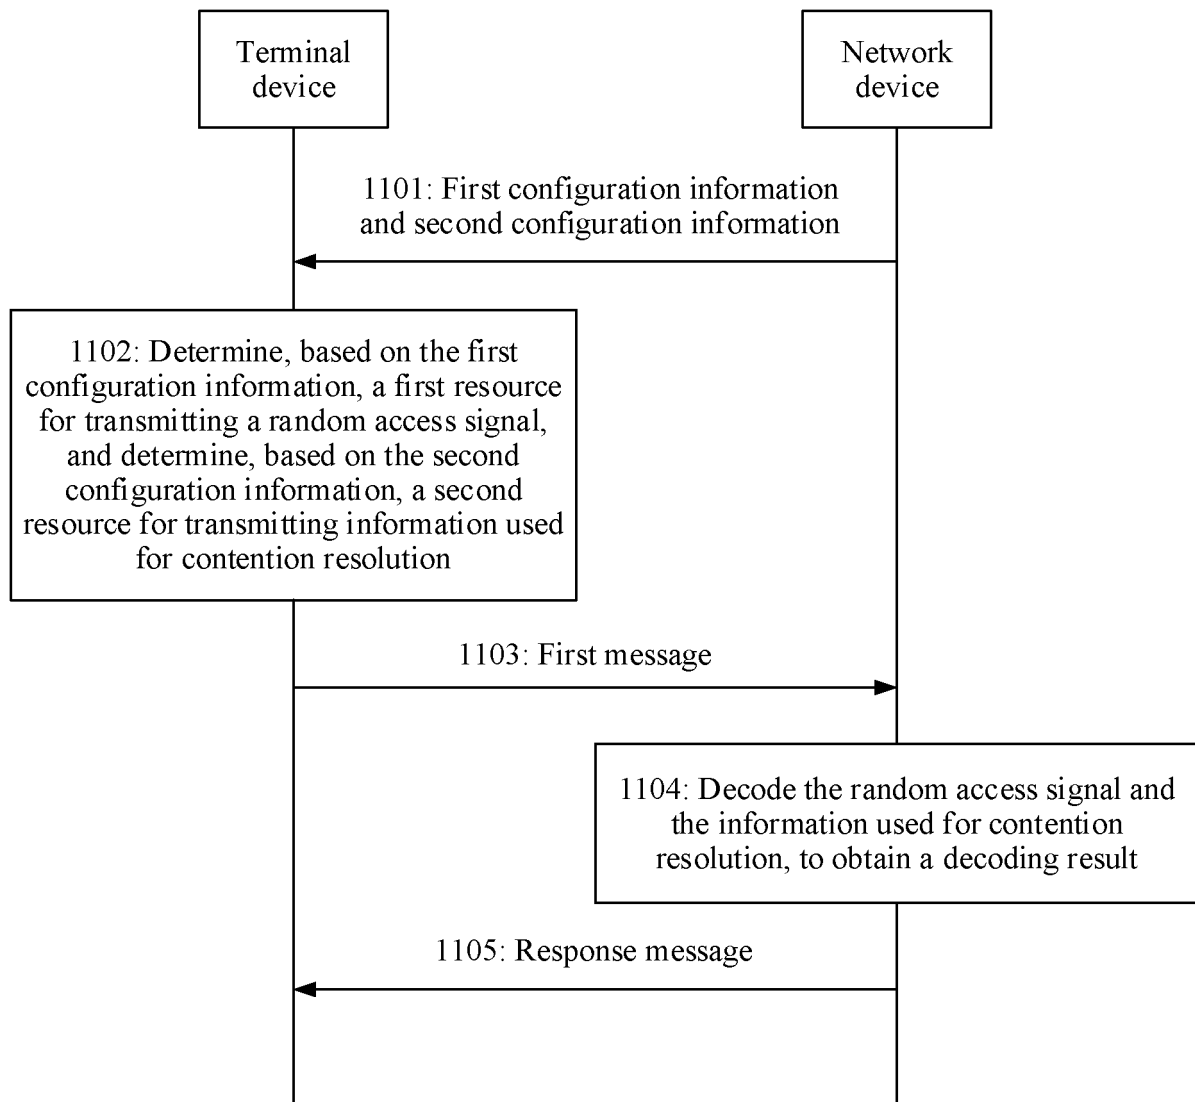 Terminal
device
Network
device
1101: First configuration information
and second configuration information
1102: Determine, based on the first
configuration information, a first resource
for transmitting a random access signal,
and determine, based on the second
configuration information, a second
resource for transmitting information used
for contention resolution
1103: First message
1104: Decode the random access signal and
the information used for contention
resolution, to obtain a decoding result
1105: Response message